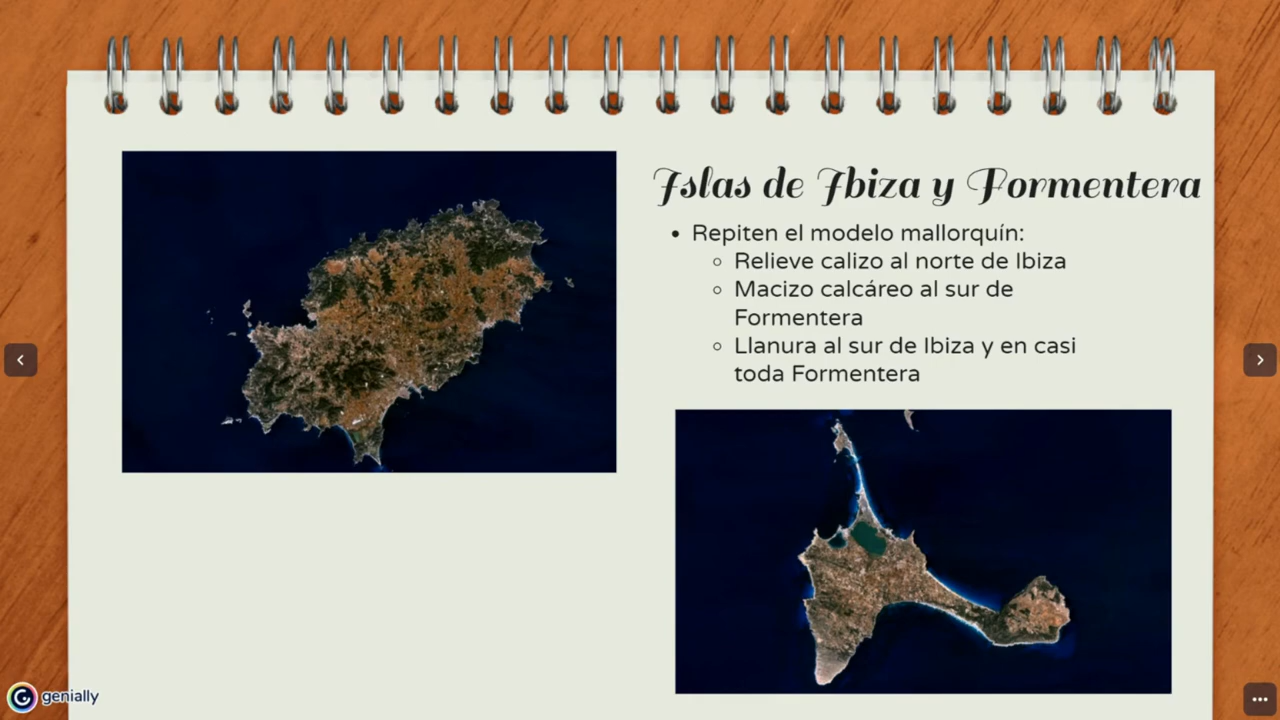 Islas de Ibiza y Formentera
• Repiten el modelo mallorquín:
○ Relieve calizo al norte de Ibiza
○ Macizo calcáreo al sur de
Formentera
○ Llanura al sur de Ibiza y en casi
toda Formentera
genially